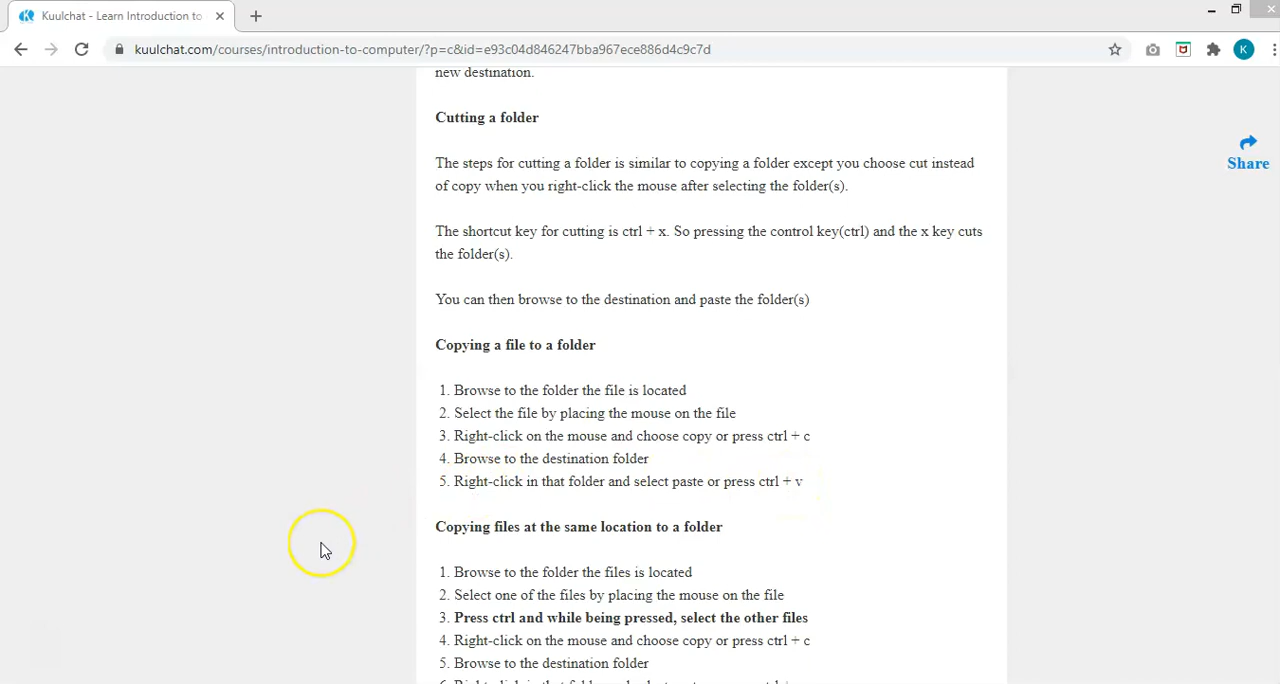 Kuulchat - Learn Introduction to
kuulchat.com/courses/introduction-to-computer/?p=c&id=e93c04d846247bba967ece886d4c9c7d
K
new destination.
Cutting a folder
Share
The steps for cutting a folder is similar to copying a folder except you choose cut instead
of copy when you right-click the mouse after selecting the folder(s).
The shortcut key for cutting is ctrl + x. So pressing the control key(ctrl) and the x key cuts
the folder(s).
You can then browse to the destination and paste the folder(s)
Copying a file to a folder
1. Browse to the folder the file is located
2. Select the file by placing the mouse on the file
3. Right-click on the mouse and choose copy or press ctrl + c
4. Browse to the destination folder
5. Right-click in that folder and select paste or press ctrl + v
Copying files at the same location to a folder
1. Browse to the folder the files is located
2. Select one of the files by placing the mouse on the file
3. Press ctrl and while being pressed, select the other files
4. Right-click on the mouse and choose copy or press ctrl + c
5. Browse to the destination folder